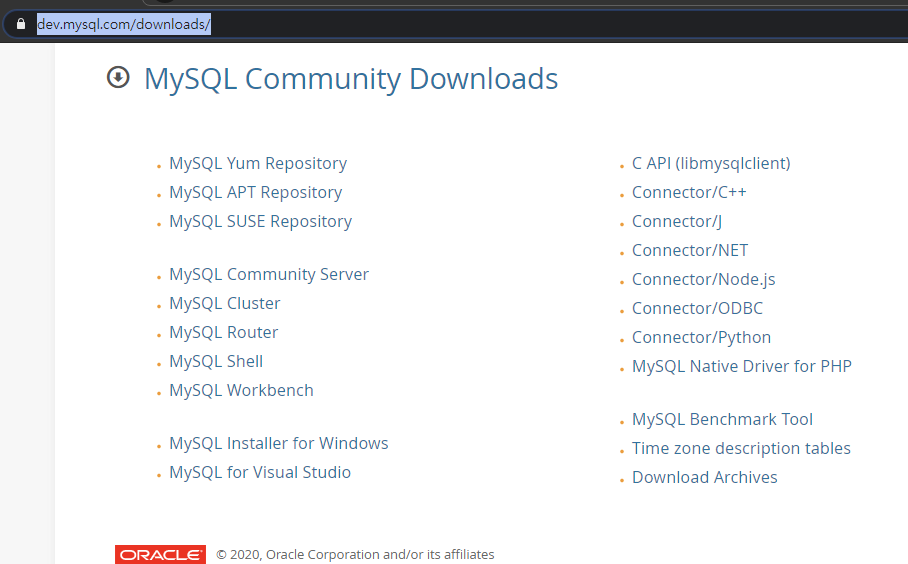 dev.mysql.com/downloads/
MySQL Community Downloads
MySQL Yum Repository
MySQL APT Repository
MySQL SUSE Repository
MySQL Community Server
MySQL Cluster
MySQL Router
MySQL Shell
MySQL Workbench
MySQL Installer for Windows
MySQL for Visual Studio
C API (libmysqlclient)
Connector/C++
Connector/J
Connector/NET
Connector/Node.js
Connector/ODBC
Connector/Python
MySQL Native Driver for PHP
MySQL Benchmark Tool
Time zone description tables
Download Archives
ORACLE © 2020, Oracle Corporation and/or its affiliates